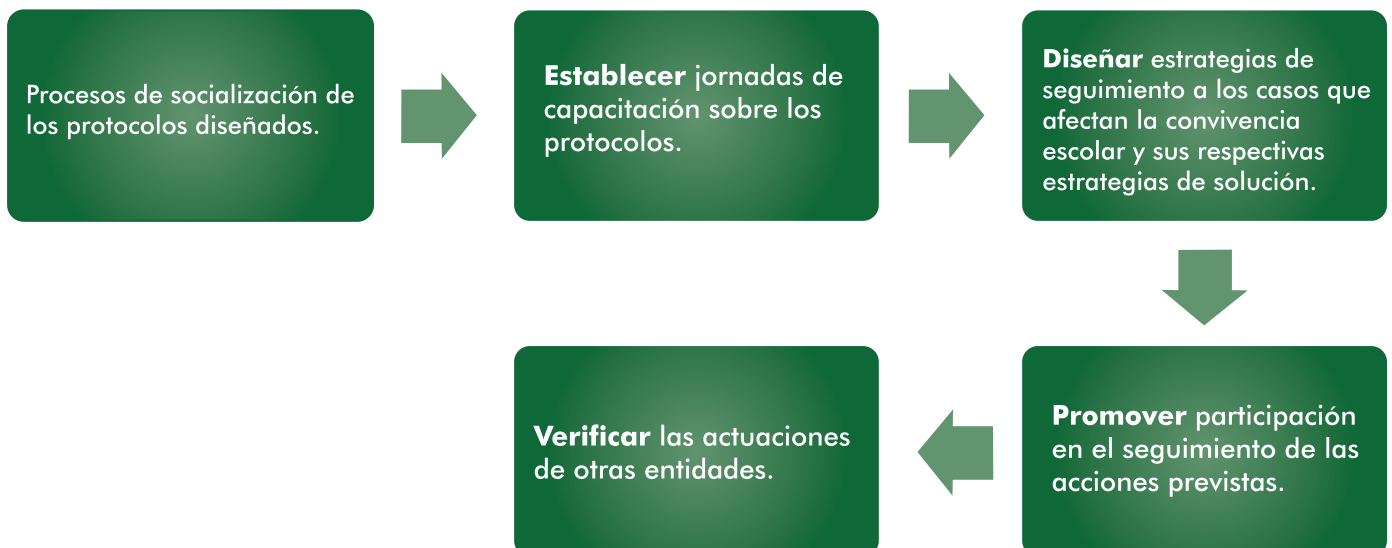 Procesos de socialización de
los protocolos diseñados.
Establecer jornadas de
capacitación sobre los
protocolos.
Diseñar estrategias de
seguimiento a los casos que
afectan la convivencia
escolar y sus respectivas
estrategias de solución.
Promover participación
en el seguimiento de las
acciones previstas.
Verificar las actuaciones
de otras entidades.